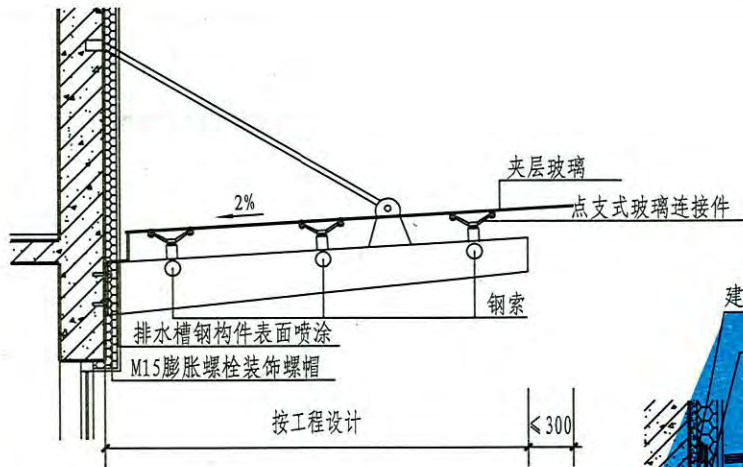 夹层玻璃
2%
点支式玻璃连接件
钢索
建
排水槽钢构件表面喷涂
M15膨胀螺栓装饰螺帽
按工程设计
≤300